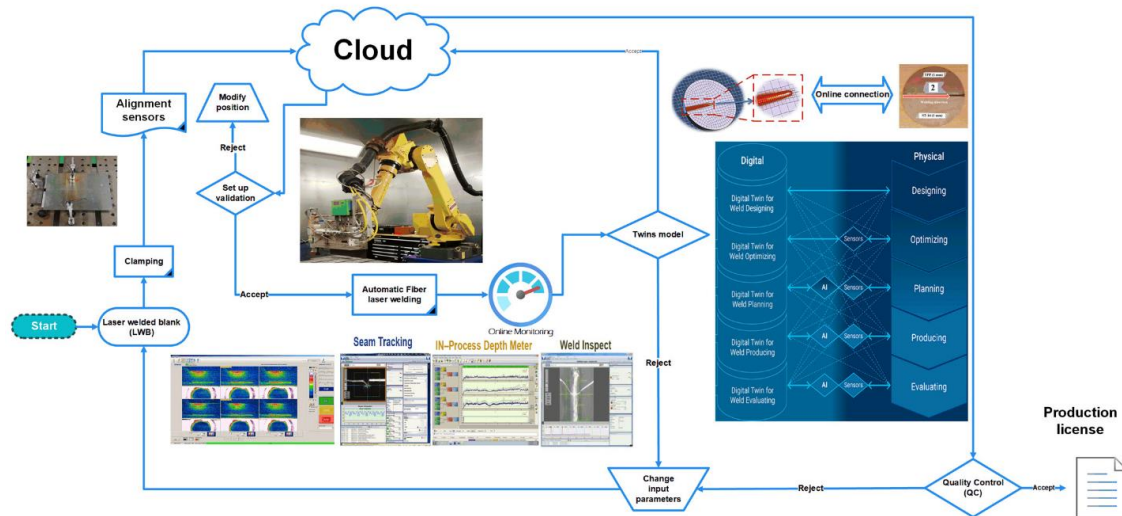 Cloud
Accept
Alignment
sensors
Modify
position
Reject
Set up
validation
Clamping
Accept
Automatic Fiber
laser welding
Online Monitoring
Twins model
Start
Laser welded blank
(LWB)
Seam Tracking
IN–Process Depth Meter
Weld Inspect
Reject
Change
input
parameters
Reject
Quality Control
(QC)
Accept
Production
license
Online connection
2
Digital
Physical
Digital Twin for
Weld Designing
Designing
Digital Twin for
Weld Optimizing
Sensors
Optimizing
Digital Twin for
Weld Planning
AI
Sensors
Planning
Digital Twin for
Weld Producing
AI
Sensors
Producing
Digital Twin for
Weld Evaluating
AI
Sensors
Evaluating